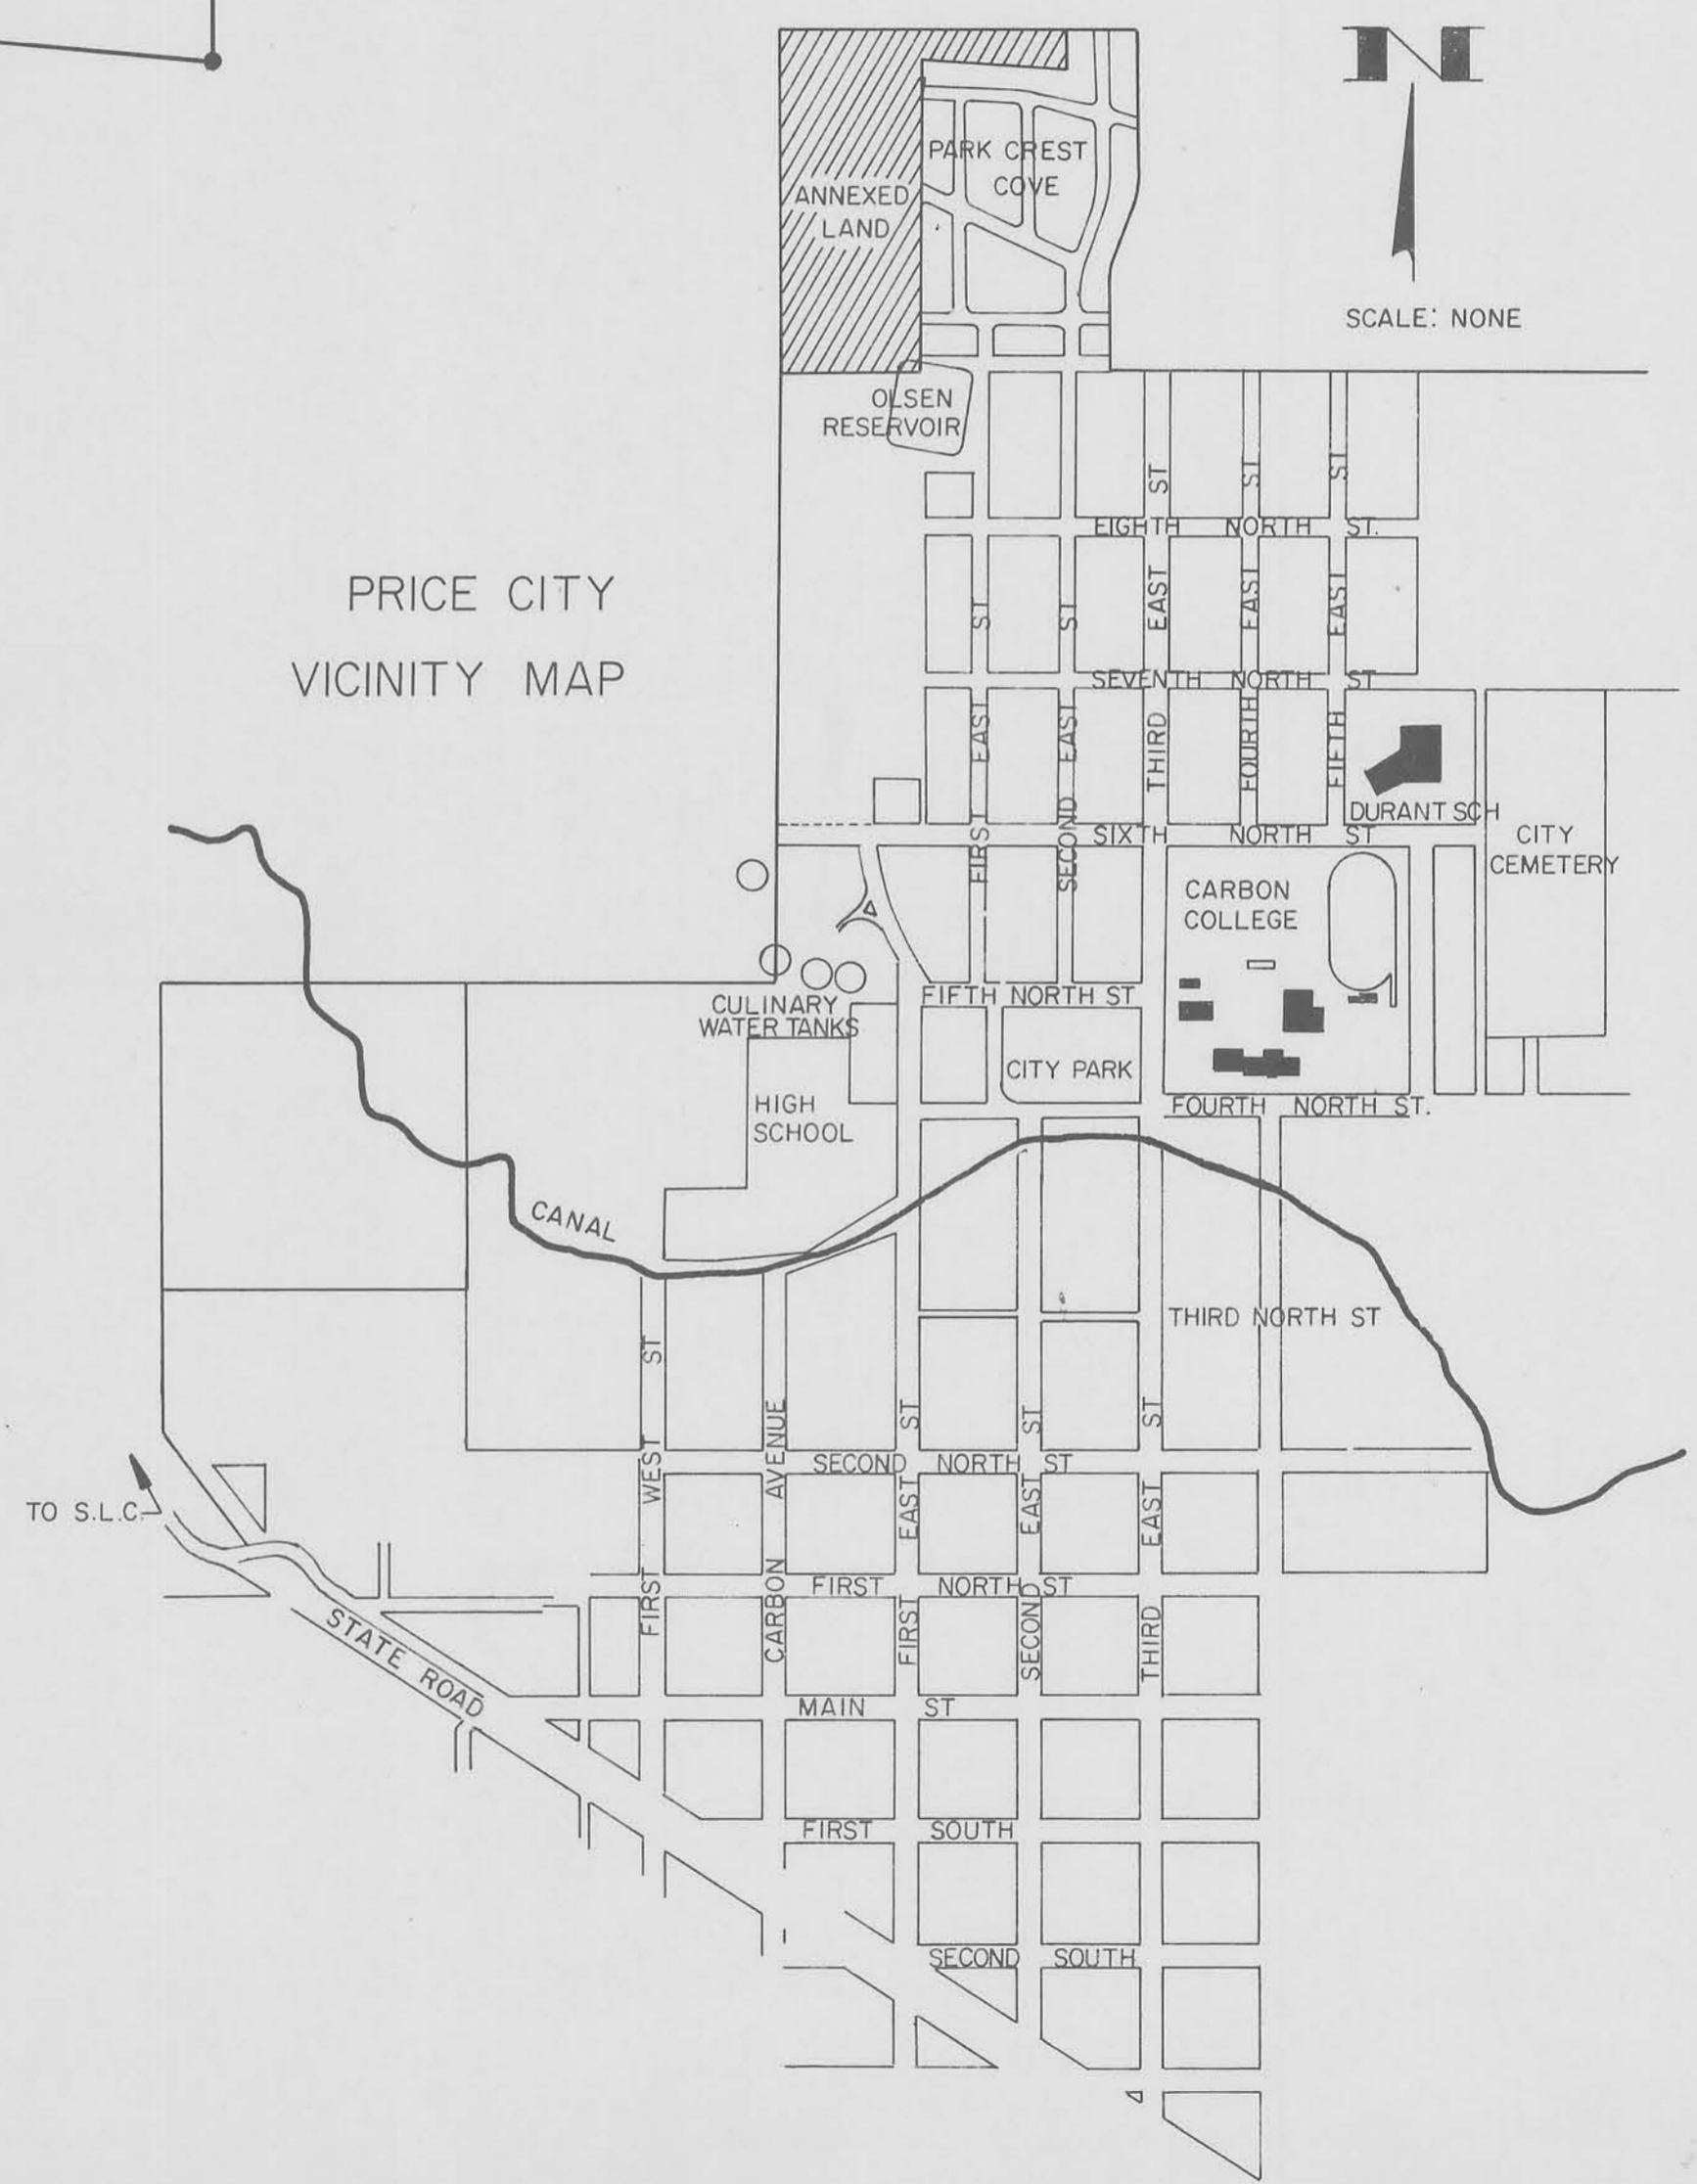 N
PARK CREST
COVE
ANNEXED
LAND
SCALE: NONE
OLSEN
RESERVOIR
PRICE CITY
VICINITY MAP
EIGHTH NORTH ST.
SEVENTH NORTH ST
FIRST EAST ST
SECOND EAST ST
THIRD EAST ST
FOURTH EAST ST
FIFTH EAST ST
DURANT SCH
SIXTH NORTH ST
CITY
CEMETERY
CARBON
COLLEGE
FIFTH NORTH ST
CULINARY
WATER TANKS
CITY PARK
HIGH
SCHOOL
FOURTH NORTH ST.
CANAL
THIRD NORTH ST
FIRST WEST ST
CARBON AVENUE
FIRST EAST ST
SECOND EAST ST
THIRD EAST ST
SECOND NORTH ST
TO S.L.C.
FIRST NORTH ST
STATE ROAD
MAIN ST
FIRST SOUTH
SECOND SOUTH